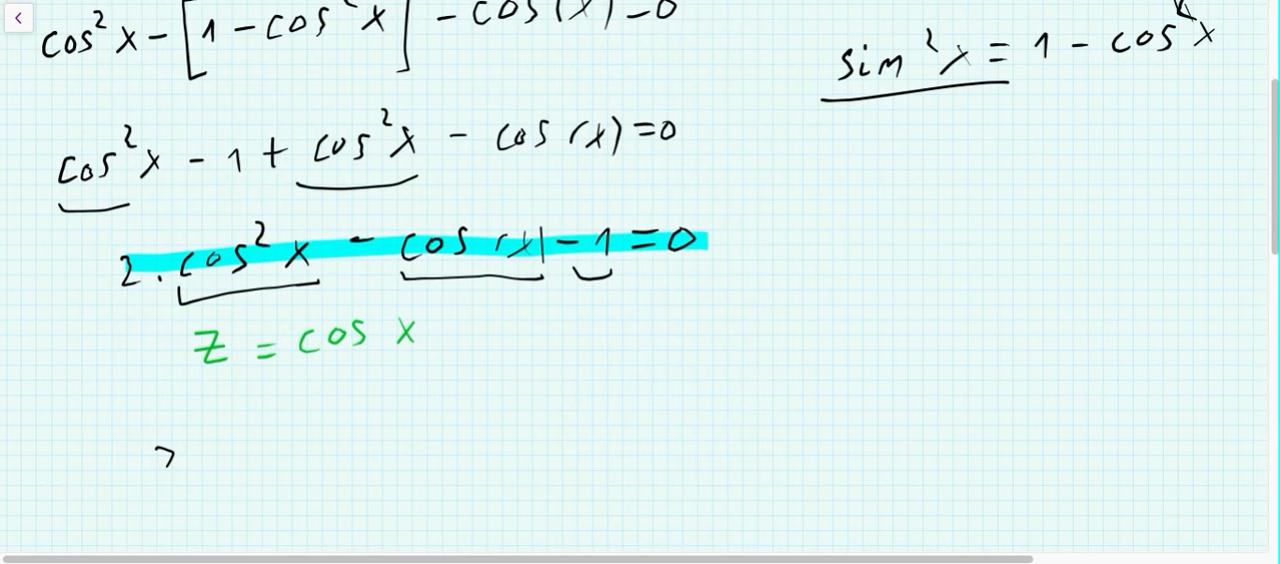 cos²x - [1 - cos²x] - cos(x) = 0
sin²x = 1 - cos²x
cos²x - 1 + cos²x - cos(x) = 0
2 · cos²x - cos(x) - 1 = 0
z = cos x